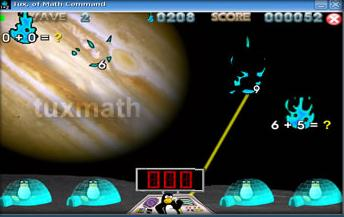 Tux, of Math Command
WAVE 2 0208 SCORE 000052
0 + 0 = ?
6
9
tuxmath
6 + 5 = ?
000